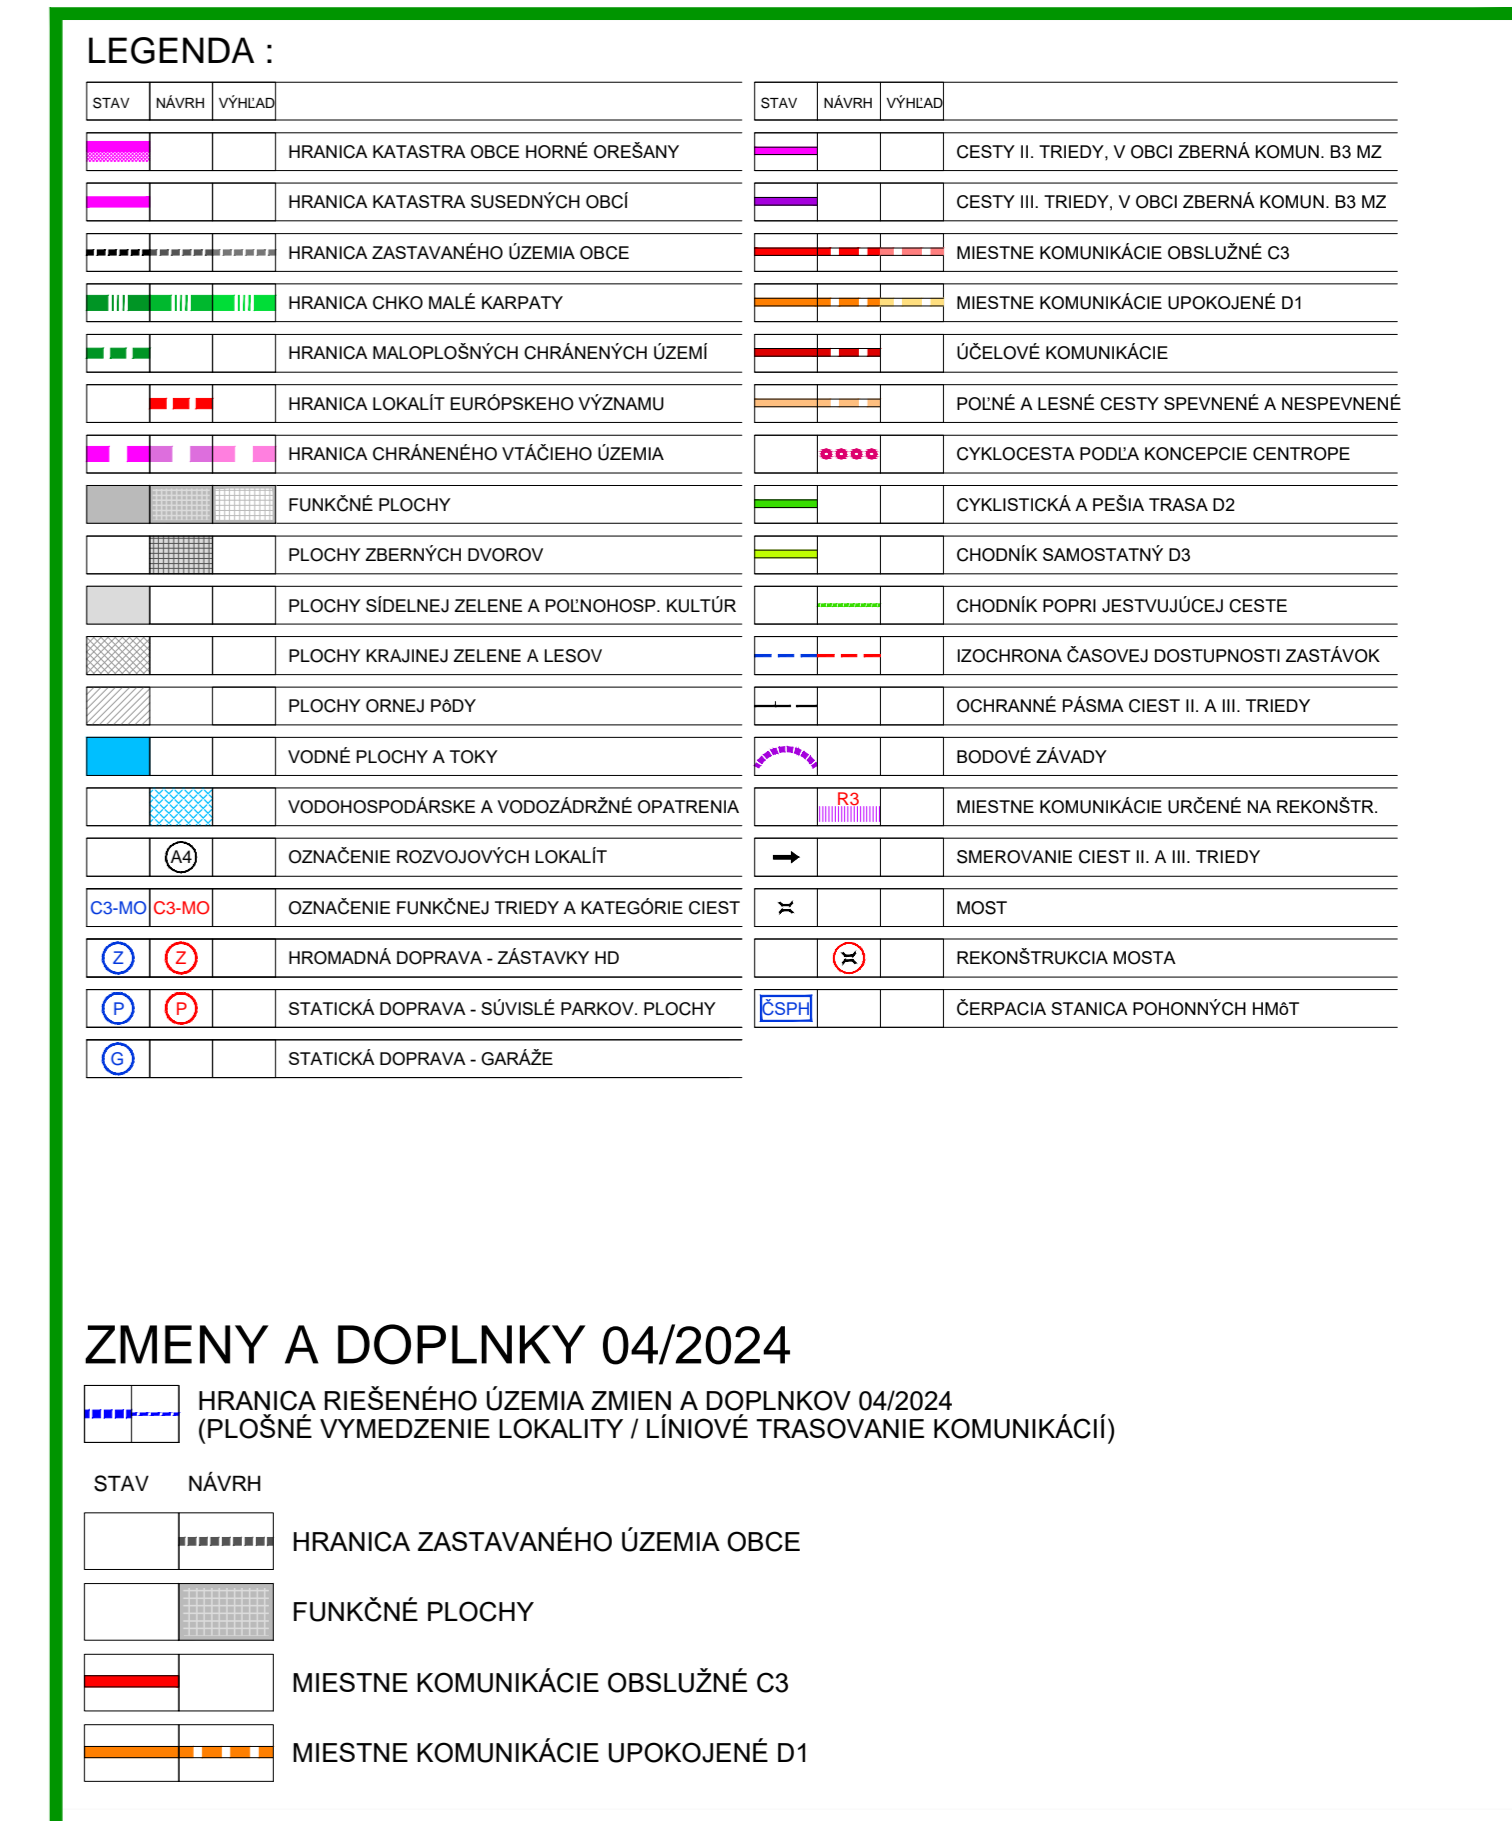 LEGENDA :
STAV NÁVRH VÝHĽAD
HRANICA KATASTRA OBCE HORNÉ OREŠANY
HRANICA KATASTRA SUSEDNÝCH OBCÍ
HRANICA ZASTAVANÉHO ÚZEMIA OBCE
HRANICA CHKO MALÉ KARPATY
HRANICA MALOPLOŠNÝCH CHRÁNENÝCH ÚZEMÍ
HRANICA LOKALÍT EURÓPSKEHO VÝZNAMU
HRANICA CHRÁNENÉHO VTÁČIEHO ÚZEMIA
FUNKČNÉ PLOCHY
PLOCHY ZBERNÝCH DVOROV
PLOCHY SÍDELNEJ ZELENE A POĽNOHOSP. KULTÚR
PLOCHY KRAJINEJ ZELENE A LESOV
PLOCHY ORNEJ PôDY
VODNÉ PLOCHY A TOKY
VODOHOSPODÁRSKE A VODOZÁDRŽNÉ OPATRENIA
A4 OZNAČENIE ROZVOJOVÝCH LOKALÍT
C3-MO C3-MO OZNAČENIE FUNKČNEJ TRIEDY A KATEGÓRIE CIEST
Z Z HROMADNÁ DOPRAVA - ZÁSTAVKY HD
P P STATICKÁ DOPRAVA - SÚVISLÉ PARKOV. PLOCHY
G STATICKÁ DOPRAVA - GARÁŽE
STAV NÁVRH VÝHĽAD
CESTY II. TRIEDY, V OBCI ZBERNÁ KOMUN. B3 MZ
CESTY III. TRIEDY, V OBCI ZBERNÁ KOMUN. B3 MZ
MIESTNE KOMUNIKÁCIE OBSLUŽNÉ C3
MIESTNE KOMUNIKÁCIE UPOKOJENÉ D1
ÚČELOVÉ KOMUNIKÁCIE
POĽNÉ A LESNÉ CESTY SPEVNENÉ A NESPEVNENÉ
CYKLOCESTA PODĽA KONCEPCIE CENTROPE
CYKLISTICKÁ A PEŠIA TRASA D2
CHODNÍK SAMOSTATNÝ D3
CHODNÍK POPRI JESTVUJÚCEJ CESTE
IZOCHRONA ČASOVEJ DOSTUPNOSTI ZASTÁVOK
OCHRANNÉ PÁSMA CIEST II. A III. TRIEDY
BODOVÉ ZÁVADY
R3 MIESTNE KOMUNIKÁCIE URČENÉ NA REKONŠTR.
SMEROVANIE CIEST II. A III. TRIEDY
MOST
REKONŠTRUKCIA MOSTA
ČSPH ČERPACIA STANICA POHONNÝCH HMôT
ZMENY A DOPLNKY 04/2024
HRANICA RIEŠENÉHO ÚZEMIA ZMIEN A DOPLNKOV 04/2024
(PLOŠNÉ VYMEDZENIE LOKALITY / LÍNIOVÉ TRASOVANIE KOMUNIKÁCIÍ)
STAV NÁVRH
HRANICA ZASTAVANÉHO ÚZEMIA OBCE
FUNKČNÉ PLOCHY
MIESTNE KOMUNIKÁCIE OBSLUŽNÉ C3
MIESTNE KOMUNIKÁCIE UPOKOJENÉ D1